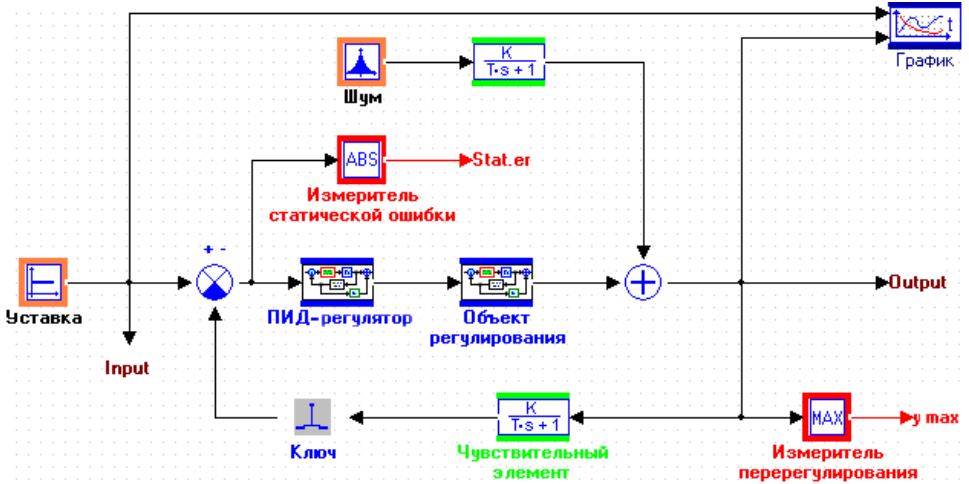 t
График
К
T·s + 1
Шум
ABS
Stat.er
Измеритель
статической ошибки
+ -
Уставка
ПИД-регулятор
Объект
регулирования
Output
Input
Ключ
К
T·s + 1
Чувствительный
элемент
MAX
y max
Измеритель
перерегулирования